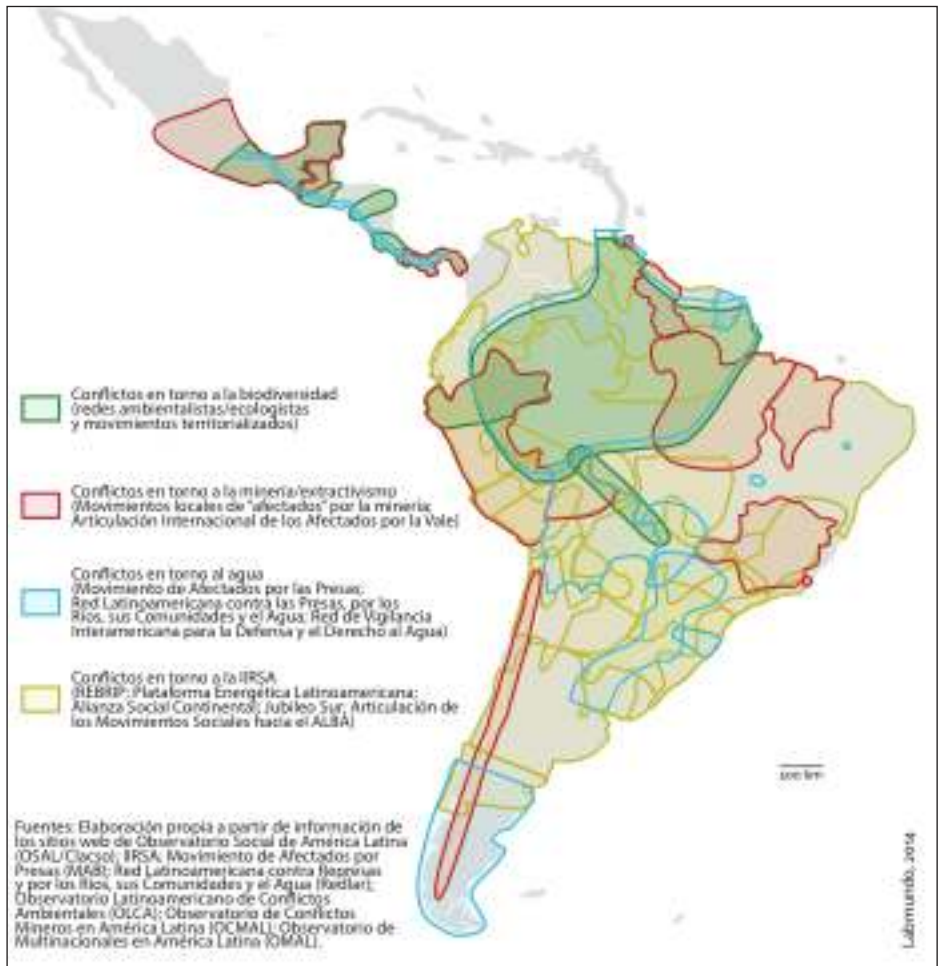 Conflictos en torno a la biodiversidad
(redes ambientalistas/ecologistas
y movimientos territorializados)
Conflictos en torno a la minería/extractivismo
(Movimientos locales de "afectados" por la minería;
Articulación Internacional de los Afectados por la Vale)
Conflictos en torno al agua
(Movimiento de Afectados por las Presas;
Red Latinoamericana contra las Presas, por los
Ríos, sus Comunidades y el Agua; Red de Vigilancia
Interamericana para la Defensa y el Derecho al Agua)
Conflictos en torno a la IIRSA
(REBRIP; Plataforma Energética Latinoamericana;
Alianza Social Continental; Jubileo Sur; Articulación de
los Movimientos Sociales hacia el ALBA)
km
Fuentes: Elaboración propia a partir de información de
los sitios web de Observatorio Social de América Latina
(OSAL/Clacso); IIRSA; Movimiento de Afectados por
Presas (MAB); Red Latinoamericana contra Represas
y por los Ríos, sus Comunidades y el Agua (Redlar);
Observatorio Latinoamericano de Conflictos
Ambientales (OLCA); Observatorio de Conflictos
Mineros en América Latina (OCMAL); Observatorio de
Multinacionales en América Latina (OMAL).
Labmundo, 2014